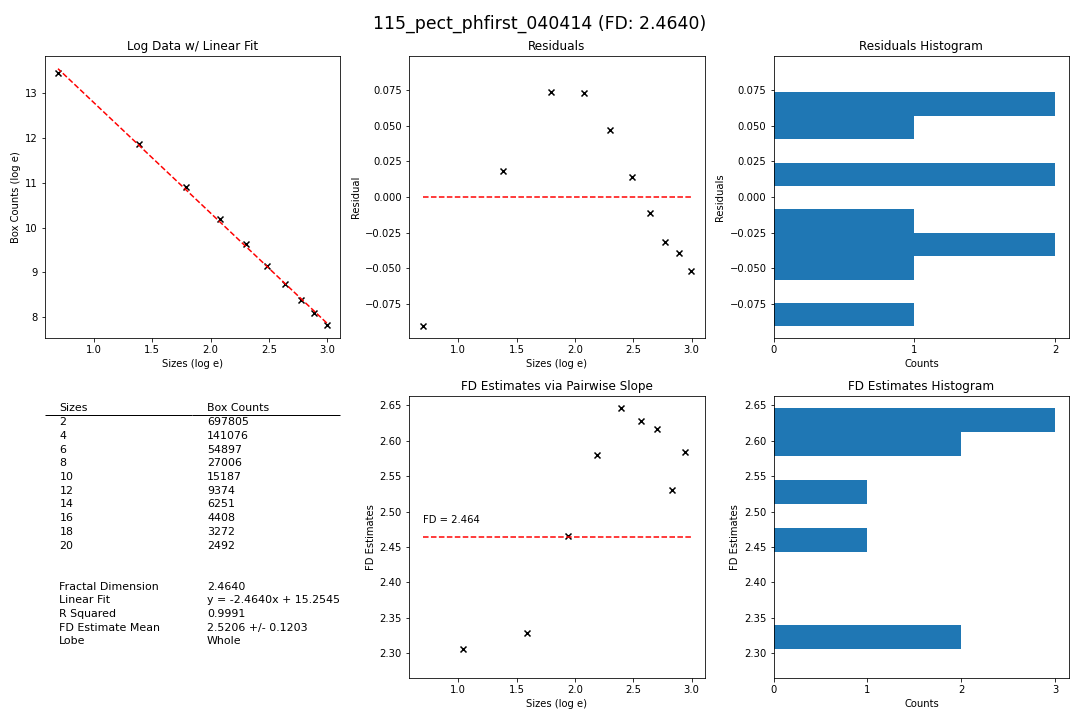 115_pect_phfirst_040414 (FD: 2.4640)
Log Data w/ Linear Fit
Box Counts (log e)
13
12
11
10
9
8
1.0
1.5
2.0
2.5
3.0
Sizes (log e)
Residuals
Residual
0.075
0.050
0.025
0.000
−0.025
−0.050
−0.075
1.0
1.5
2.0
2.5
3.0
Sizes (log e)
Residuals Histogram
Residuals
0.075
0.050
0.025
0.000
−0.025
−0.050
−0.075
0
1
2
Counts
Sizes Box Counts
2 697805
4 141076
6 54897
8 27006
10 15187
12 9374
14 6251
16 4408
18 3272
20 2492
Fractal Dimension 2.4640
Linear Fit y = -2.4640x + 15.2545
R Squared 0.9991
FD Estimate Mean 2.5206 +/- 0.1203
Lobe Whole
FD Estimates via Pairwise Slope
FD Estimates
2.65
2.60
2.55
2.50
2.45
2.40
2.35
2.30
FD = 2.464
1.0
1.5
2.0
2.5
3.0
Sizes (log e)
FD Estimates Histogram
FD Estimates
2.65
2.60
2.55
2.50
2.45
2.40
2.35
2.30
0
1
2
3
Counts